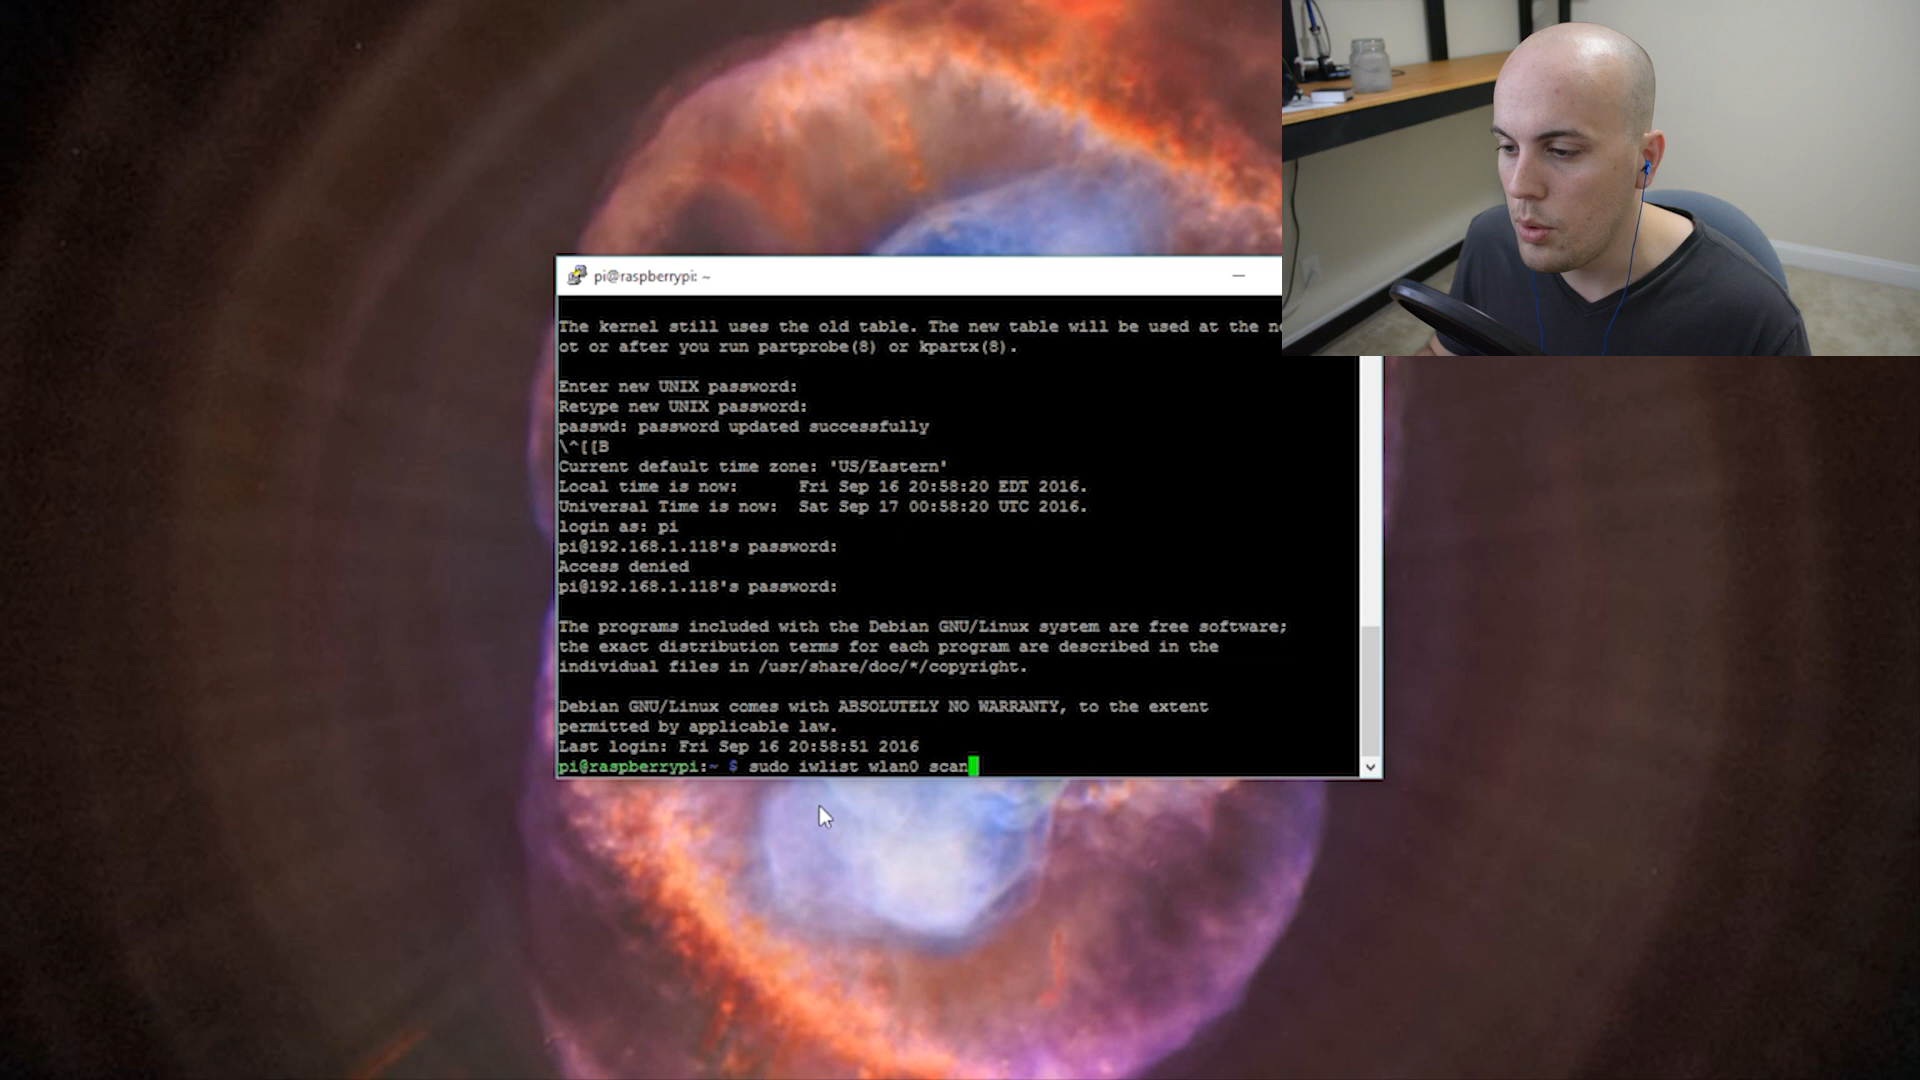 pi@raspberrypi: ~
The kernel still uses the old table. The new table will be used at the
ot or after you run partprobe(8) or kpartx(8).
Enter new UNIX password:
Retype new UNIX password:
passwd: password updated successfully
\^[[B
Current default time zone: 'US/Eastern'
Local time is now:      Fri Sep 16 20:58:20 EDT 2016.
Universal Time is now:  Sat Sep 17 00:58:20 UTC 2016.
login as: pi
pi@192.168.1.118's password:
Access denied
pi@192.168.1.118's password:
The programs included with the Debian GNU/Linux system are free software;
the exact distribution terms for each program are described in the
individual files in /usr/share/doc/*/copyright.
Debian GNU/Linux comes with ABSOLUTELY NO WARRANTY, to the extent
permitted by applicable law.
Last login: Fri Sep 16 20:58:51 2016
pi@raspberrypi:~ $ sudo iwlist wlan0 scan